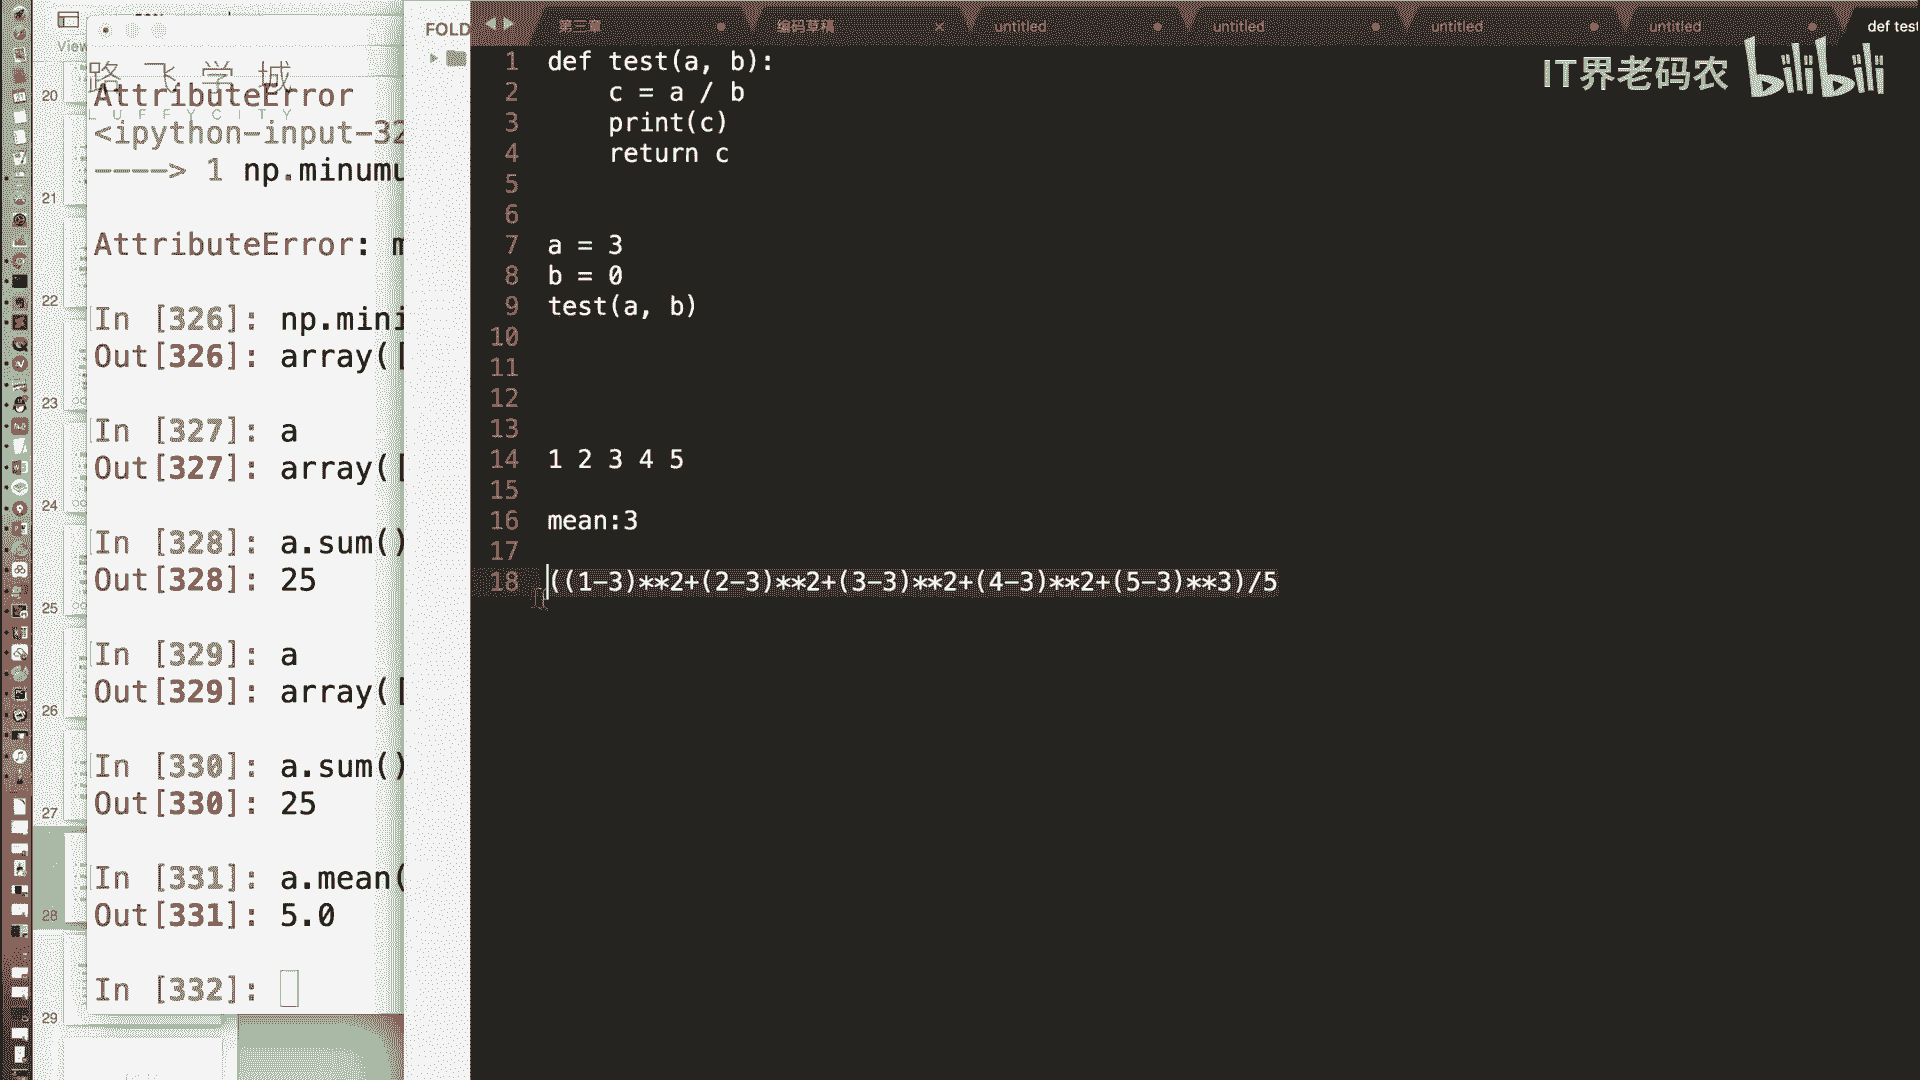 View
路飞学城
LUFFYCITY
20
21
22
23
24
25
26
27
28
29
AttributeError
<ipython-input-32
----> 1 np.minumu
AttributeError: m
In [326]: np.mini
Out[326]: array([
In [327]: a
Out[327]: array([
In [328]: a.sum()
Out[328]: 25
In [329]: a
Out[329]: array([
In [330]: a.sum()
Out[330]: 25
In [331]: a.mean(
Out[331]: 5.0
In [332]:
FOLD
第三章
编码草稿
untitled
untitled
untitled
untitled
def test
IT界老码农 bilibili
1 def test(a, b):
2     c = a / b
3     print(c)
4     return c
5
6
7 a = 3
8 b = 0
9 test(a, b)
10
11
12
13
14 1 2 3 4 5
15
16 mean:3
17
18 ((1-3)**2+(2-3)**2+(3-3)**2+(4-3)**2+(5-3)**3)/5